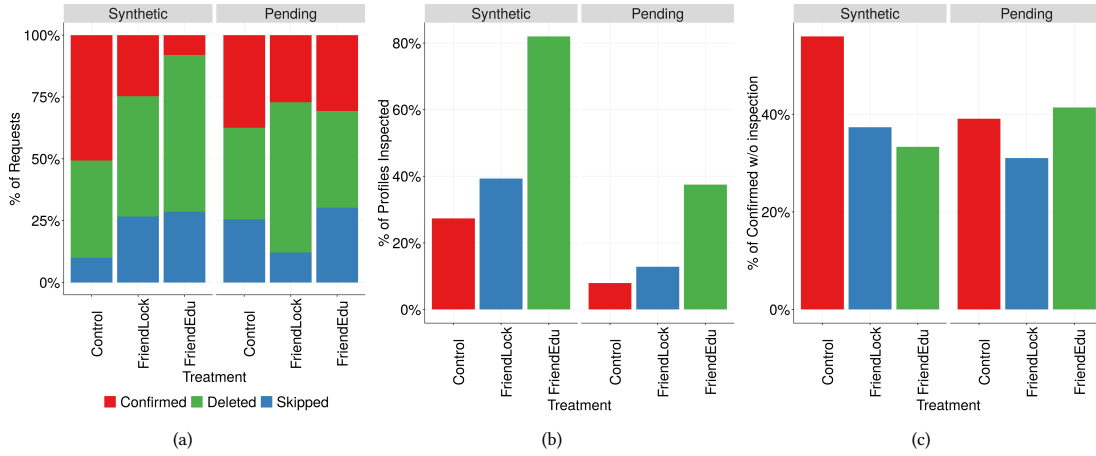 Synthetic Pending
100%
75%
50%
25%
0%
% of Requests
Control FriendLock FriendEdu Control FriendLock FriendEdu
Treatment
Confirmed Deleted Skipped
(a)
Synthetic Pending
80%
60%
40%
20%
0%
% of Profiles Inspected
Control FriendLock FriendEdu Control FriendLock FriendEdu
Treatment
(b)
Synthetic Pending
40%
20%
0%
% of Confirmed w/o inspection
Control FriendLock FriendEdu Control FriendLock FriendEdu
Treatment
(c)